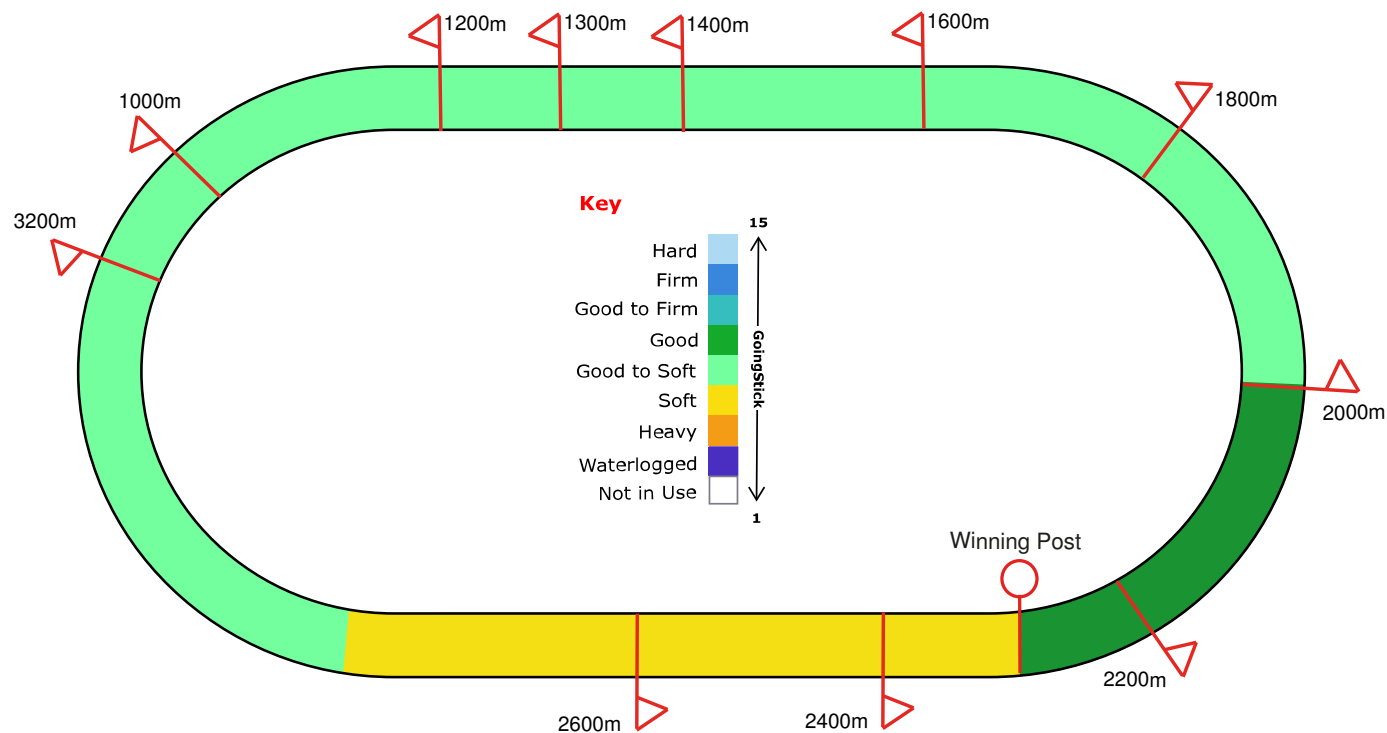 1200m
1300m
1400m
1600m
1000m
1800m
3200m
Key
15
Hard
Firm
Good to Firm
Good
Good to Soft
Soft
Heavy
Waterlogged
Not in Use
GoingStick
1
2000m
Winning Post
2200m
2600m
2400m